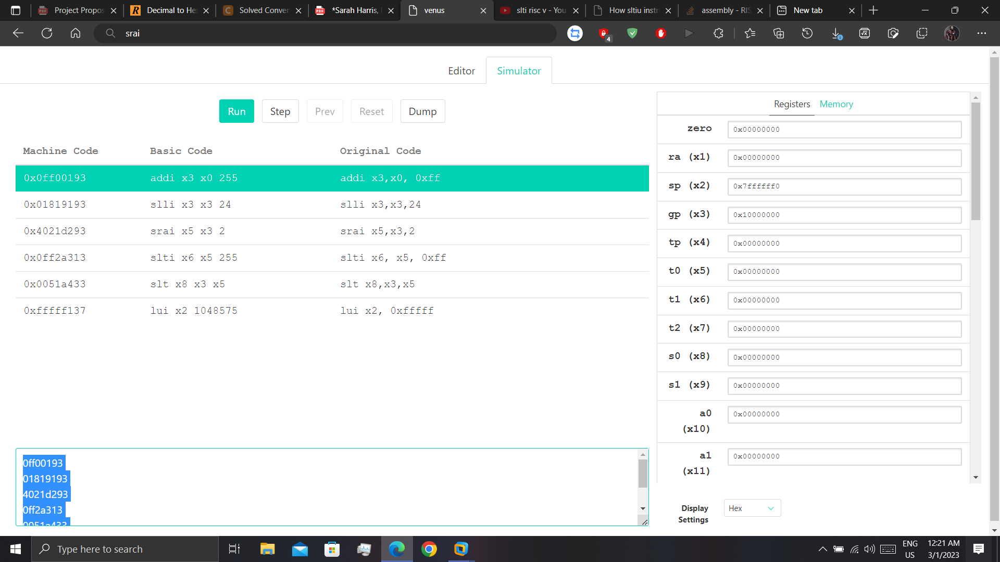 Project Propos
Decimal to He
Solved Conver
*Sarah Harris,
venus
slti risc v - You
How sltiu instr
assembly - RIS
New tab
srai
4
Editor
Simulator
Run
Step
Prev
Reset
Dump
Machine Code Basic Code Original Code
0x0ff00193 addi x3 x0 255 addi x3,x0, 0xff
0x01819193 slli x3 x3 24 slli x3,x3,24
0x4021d293 srai x5 x3 2 srai x5,x3,2
0x0ff2a313 slti x6 x5 255 slti x6, x5, 0xff
0x0051a433 slt x8 x3 x5 slt x8,x3,x5
0xfffff137 lui x2 1048575 lui x2, 0xfffff
0ff00193
01819193
4021d293
0ff2a313
0051a433
Registers Memory
zero 0x00000000
ra (x1) 0x00000000
sp (x2) 0x7ffffff0
gp (x3) 0x10000000
tp (x4) 0x00000000
t0 (x5) 0x00000000
t1 (x6) 0x00000000
t2 (x7) 0x00000000
s0 (x8) 0x00000000
s1 (x9) 0x00000000
a0 0x00000000
(x10)
a1 0x00000000
(x11)
Display Hex
Settings
Type here to search
ENG
US
12:21 AM
3/1/2023